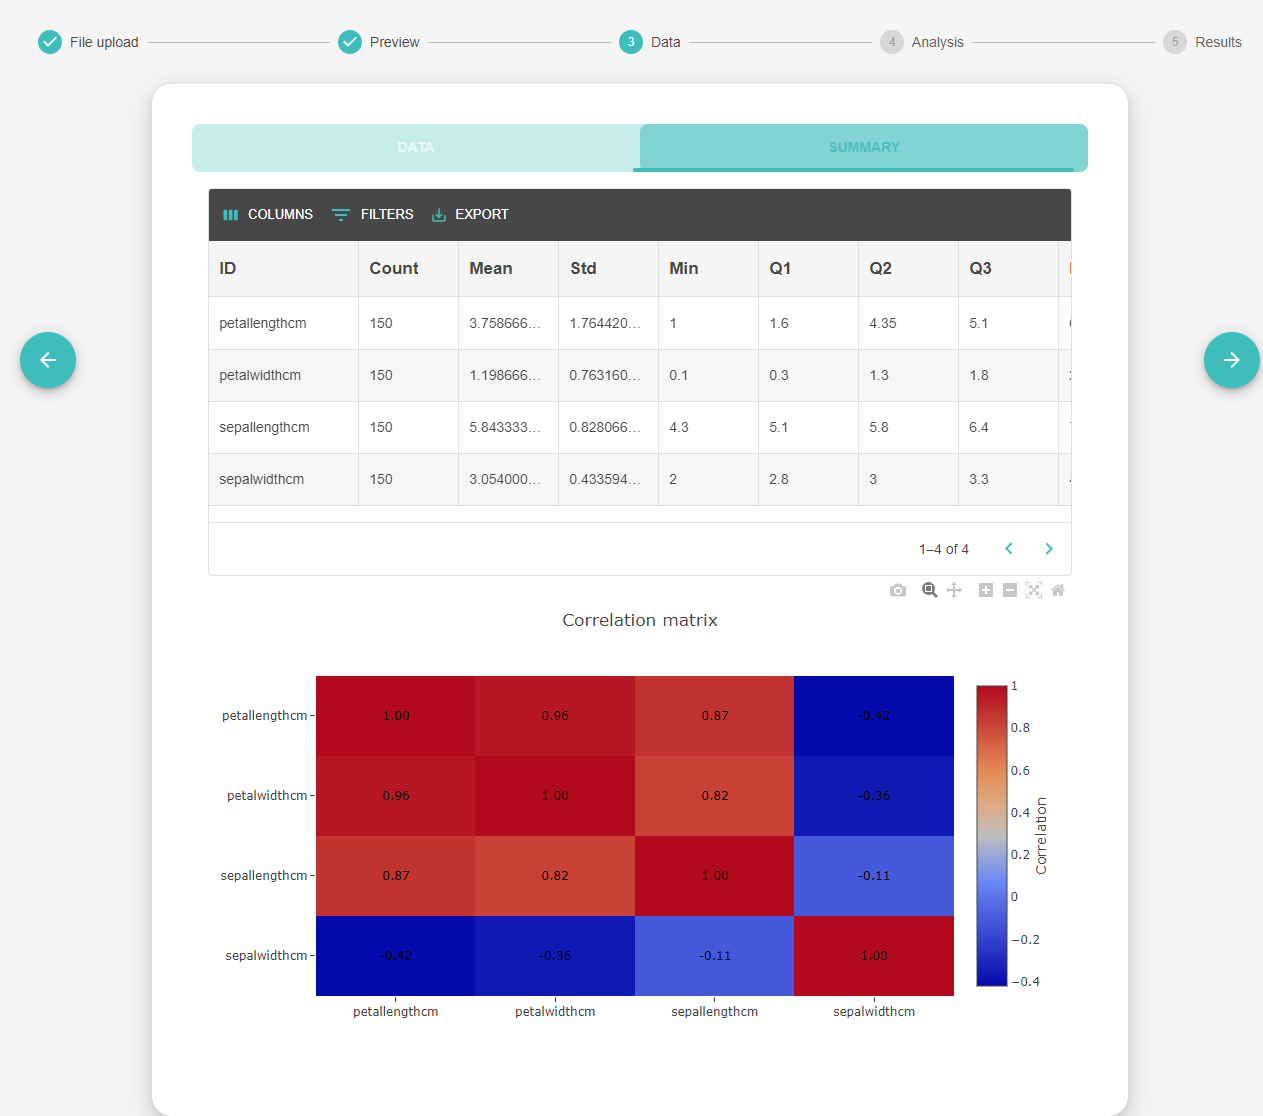 File upload Preview 3 Data 4 Analysis 5 Results
DATA SUMMARY
COLUMNS FILTERS EXPORT
ID Count Mean Std Min Q1 Q2 Q3
petallengthcm 150 3.758666... 1.764420... 1 1.6 4.35 5.1
petalwidthcm 150 1.198666... 0.763160... 0.1 0.3 1.3 1.8
sepallengthcm 150 5.843333... 0.828066... 4.3 5.1 5.8 6.4
sepalwidthcm 150 3.054000... 0.433594... 2 2.8 3 3.3
1–4 of 4
Correlation matrix
petallengthcm 1.00 0.96 0.87 -0.42
petalwidthcm 0.96 1.00 0.82 -0.36
sepallengthcm 0.87 0.82 1.00 -0.11
sepalwidthcm -0.42 -0.36 -0.11 1.00
petallengthcm petalwidthcm sepallengthcm sepalwidthcm
1
0.8
0.6
0.4
0.2
0
−0.2
−0.4
Correlation